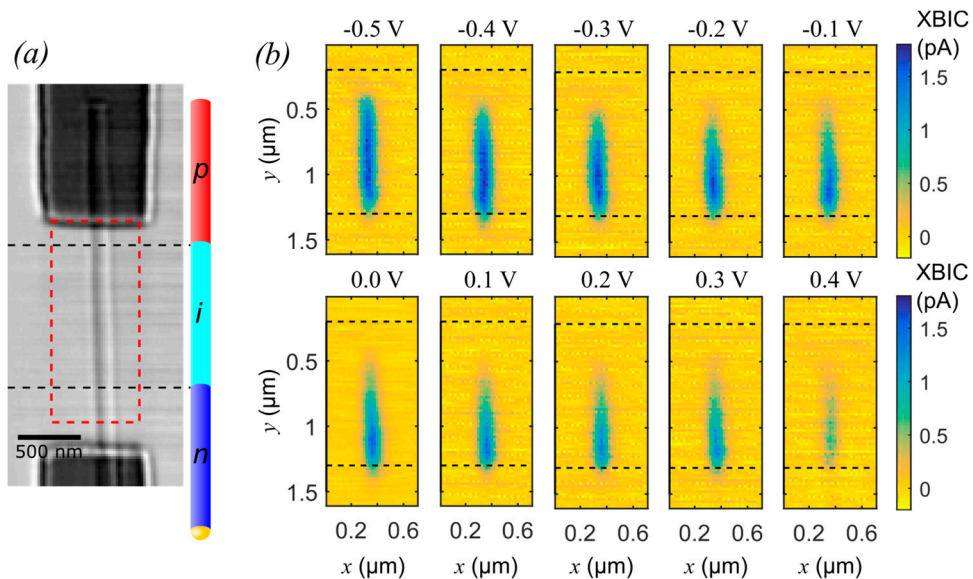 (a)
p
i
n
500 nm
(b)
-0.5 V -0.4 V -0.3 V -0.2 V -0.1 V
XBIC
(pA)
0.5
1
1.5
y (µm)
1.5
1
0.5
0
0.0 V 0.1 V 0.2 V 0.3 V 0.4 V
XBIC
(pA)
0.5
1
1.5
y (µm)
1.5
1
0.5
0
0.2 0.6 0.2 0.6 0.2 0.6 0.2 0.6 0.2 0.6
x (µm) x (µm) x (µm) x (µm) x (µm)